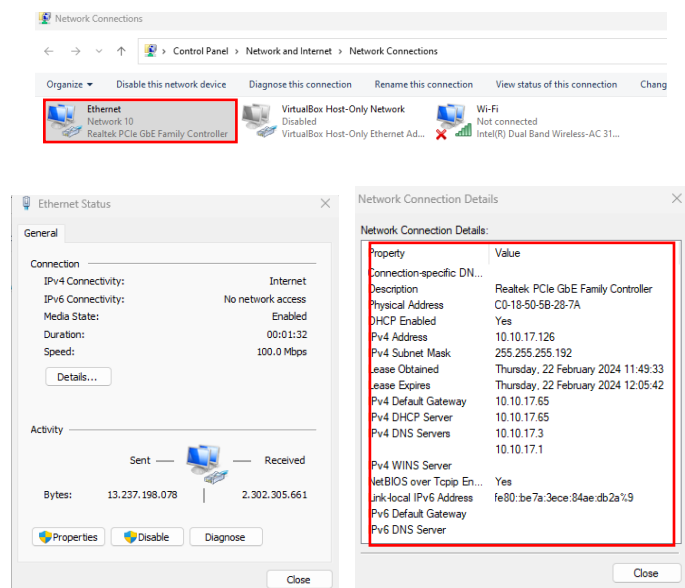 Network Connections
Control Panel > Network and Internet > Network Connections
Organize Disable this network device Diagnose this connection Rename this connection View status of this connection Chang
Ethernet
Network 10
Realtek PCIe GbE Family Controller
VirtualBox Host-Only Network
Disabled
VirtualBox Host-Only Ethernet Ad...
Wi-Fi
Not connected
Intel(R) Dual Band Wireless-AC 31...
Ethernet Status
General
Connection
IPv4 Connectivity: Internet
IPv6 Connectivity: No network access
Media State: Enabled
Duration: 00:01:32
Speed: 100.0 Mbps
Details...
Activity
Sent Received
Bytes: 13.237.198.078 2.302.305.661
Properties Disable Diagnose
Close
Network Connection Details
Network Connection Details:
Property Value
Connection-specific DN...
Description Realtek PCIe GbE Family Controller
Physical Address C0-18-50-5B-28-7A
DHCP Enabled Yes
IPv4 Address 10.10.17.126
IPv4 Subnet Mask 255.255.255.192
Lease Obtained Thursday, 22 February 2024 11:49:33
Lease Expires Thursday, 22 February 2024 12:05:42
IPv4 Default Gateway 10.10.17.65
IPv4 DHCP Server 10.10.17.65
IPv4 DNS Servers 10.10.17.3
10.10.17.1
IPv4 WINS Server
NetBIOS over Tcpip En... Yes
Link-local IPv6 Address fe80::be7a:3ece:84ae:db2a%9
IPv6 Default Gateway
IPv6 DNS Server
Close